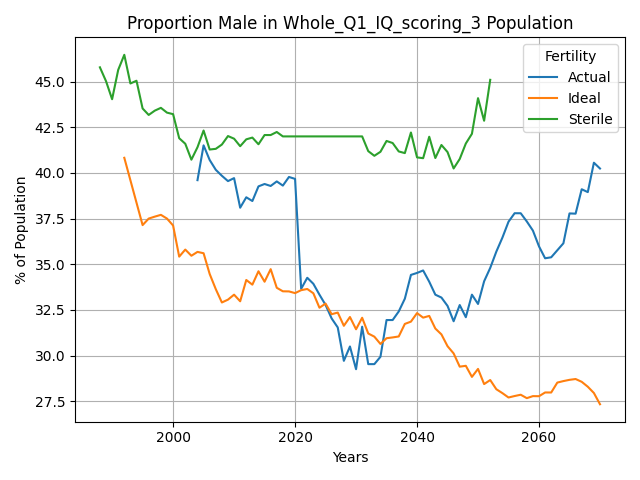 Proportion Male in Whole_Q1_IQ_scoring_3 Population
Fertility
Actual
Ideal
Sterile
45.0
42.5
40.0
37.5
35.0
32.5
30.0
27.5
% of Population
2000
2020
2040
2060
Years